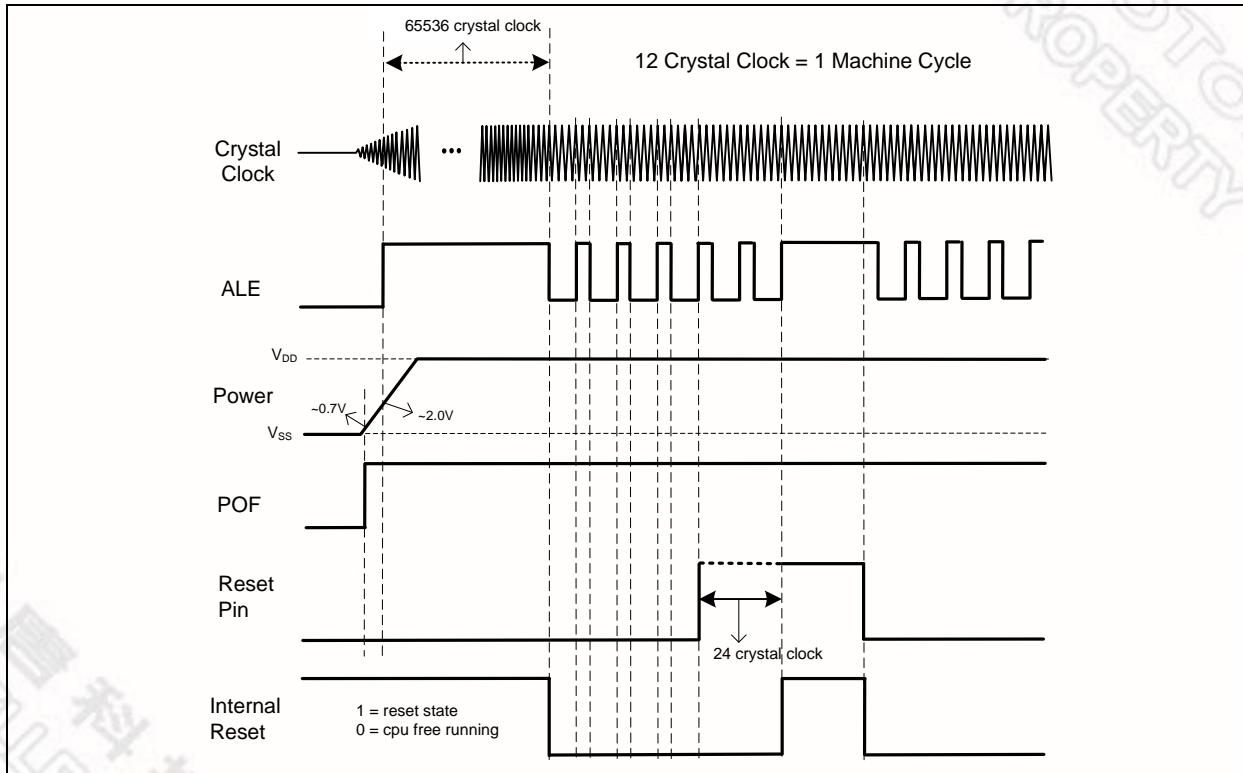 65536 crystal clock
12 Crystal Clock = 1 Machine Cycle
Crystal
Clock
ALE
VDD
Power
~0.7V
~2.0V
VSS
POF
Reset
Pin
24 crystal clock
Internal
Reset
1 = reset state
0 = cpu free running
PROPERTY